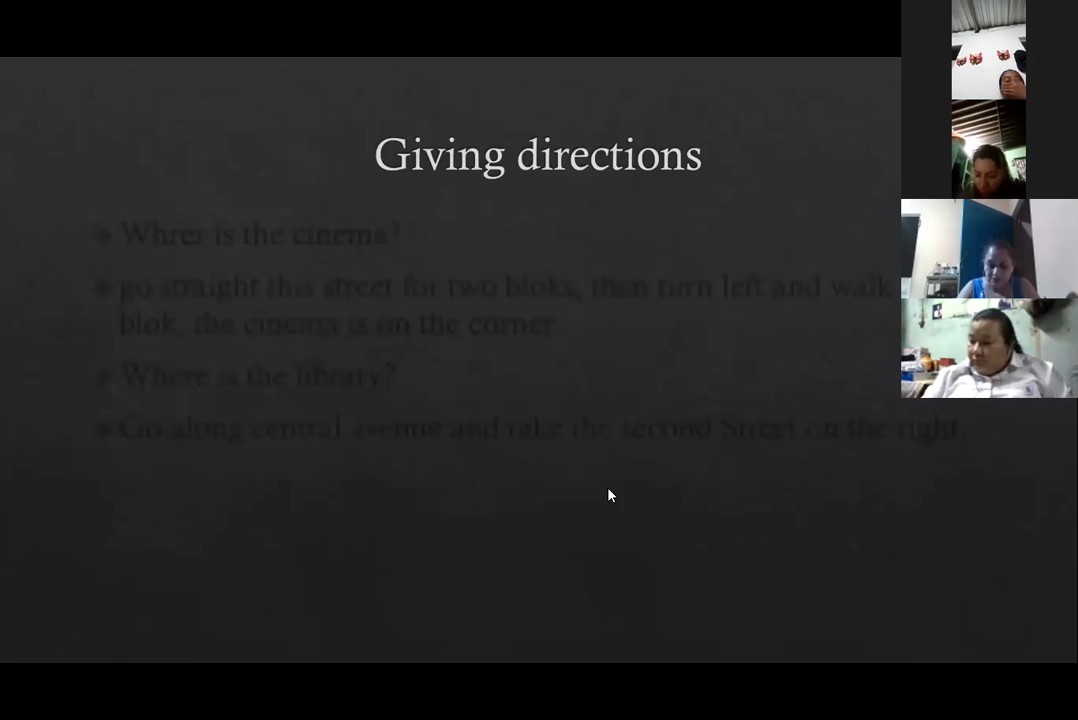 Giving directions
Whrer is the cinema?
go straight this street for two bloks, then turn left and walk
blok, the cinema is on the corner
Where is the library?
Go along central avenue and take the second Street on the right